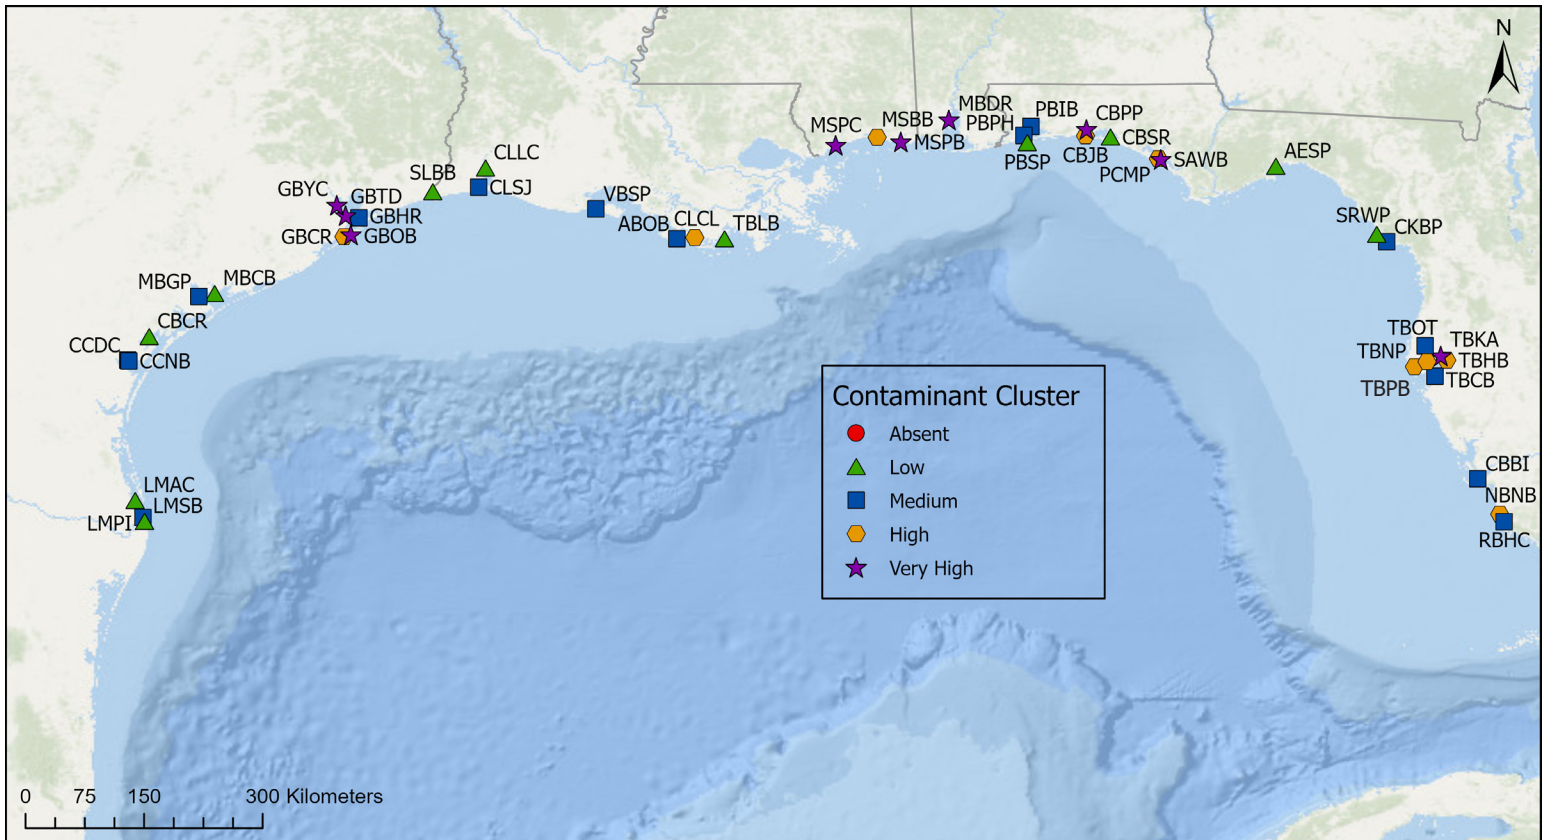 N
MBDR
MSPC
MSBB
PBIB
CBPP
PBPH
MSPB
CBSR
CBJB
PBSP
SAWB
PCMP
AESP
CLLC
SLBB
CLSJ
GBYC
GBTD
GBHR
GBCR
GBOB
VBSP
ABOB
CLCL
TBLB
SRWP
CKBP
MBGP
MBCB
CBCR
CCDC
CCNB
TBOT
TBKA
TBNP
TBHB
TBPB
TBCB
Contaminant Cluster
Absent
Low
Medium
High
Very High
LMAC
LMSB
LMPI
CBBI
NBNB
RBHC
0 75 150 300 Kilometers